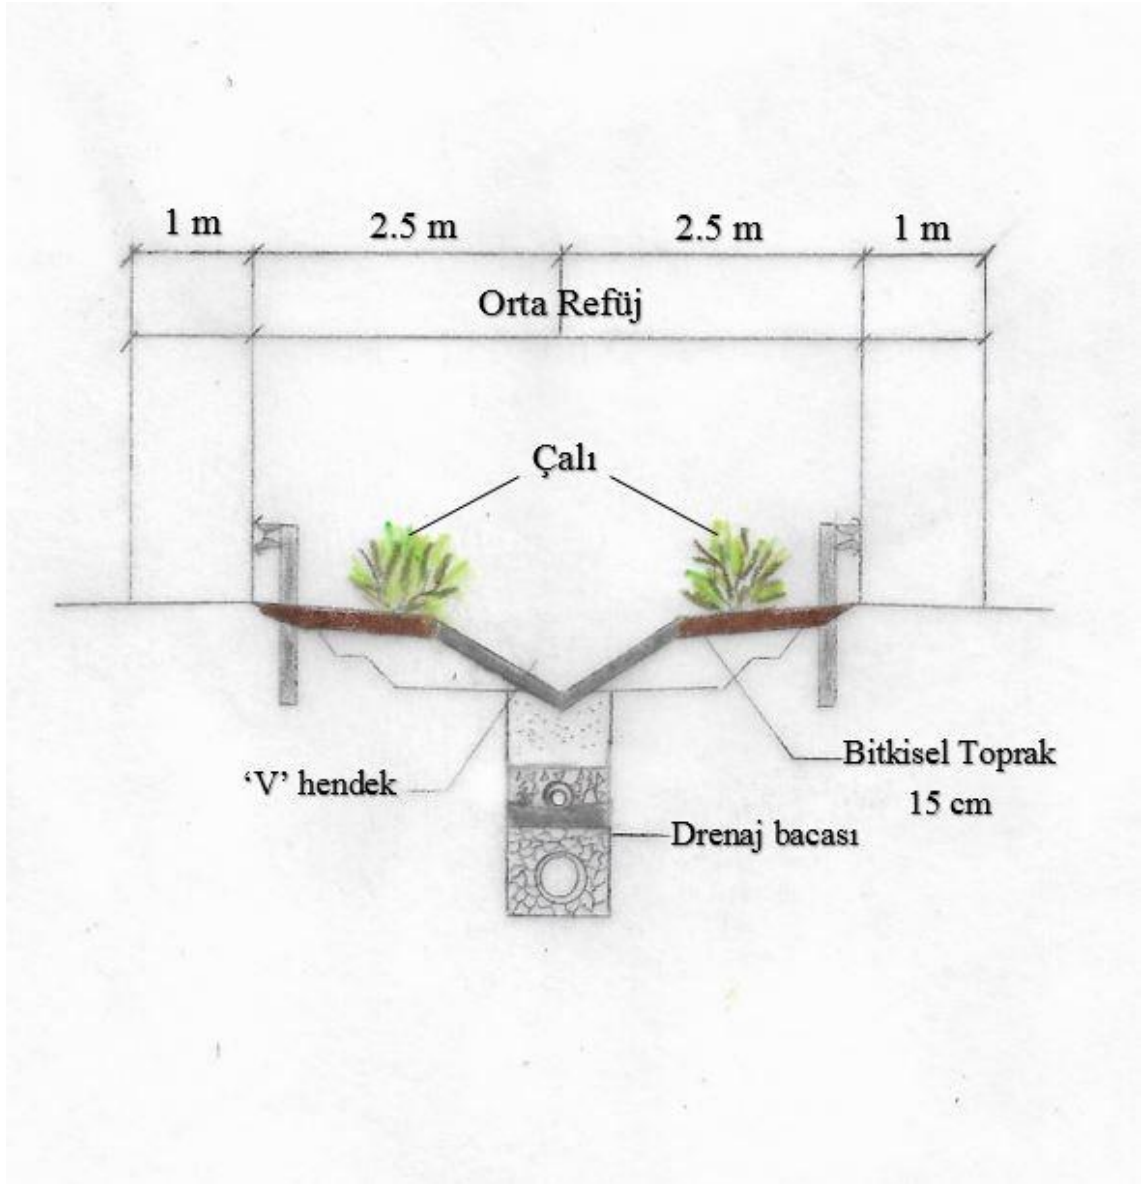 1 m 2.5 m 2.5 m 1 m
Orta Refüj
Çalı
'V' hendek
Bitkisel Toprak
15 cm
Drenaj bacası